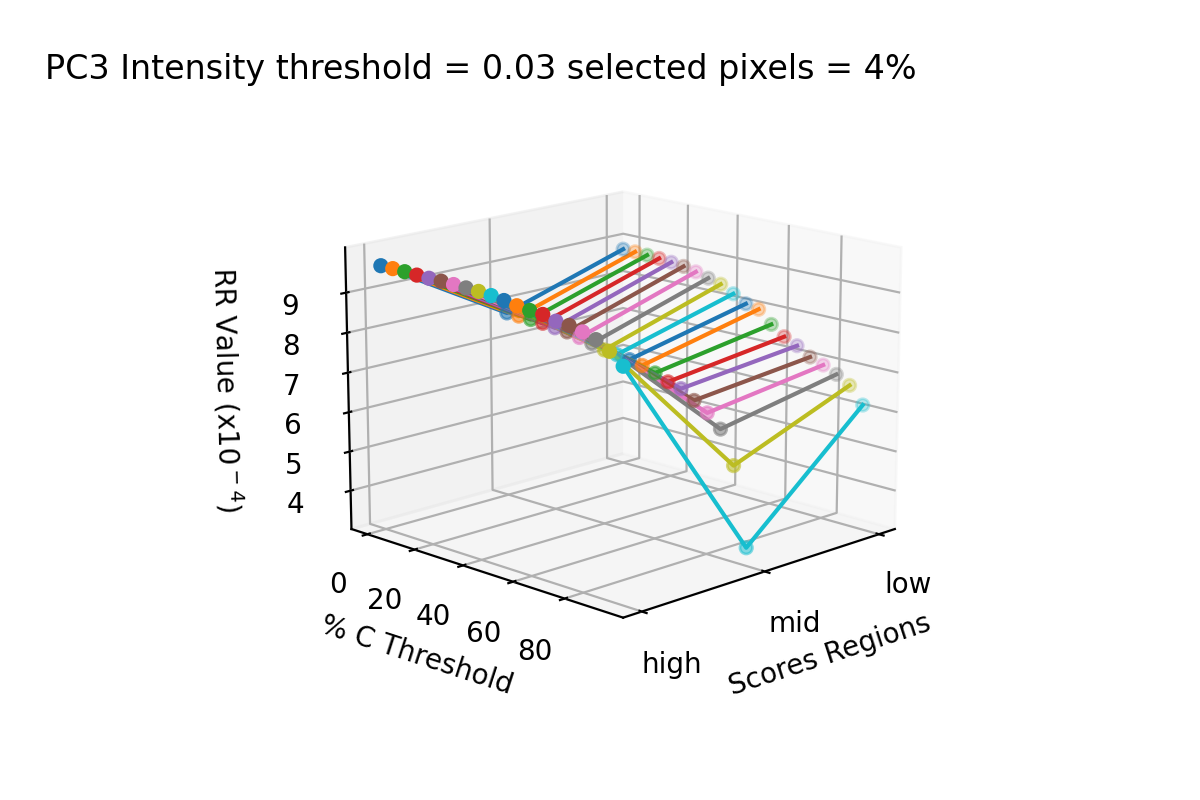 PC3 Intensity threshold = 0.03 selected pixels = 4%
RR Value (x10⁻⁴)
9
8
7
6
5
4
0
20
40
60
80
% C Threshold
high
mid
low
Scores Regions